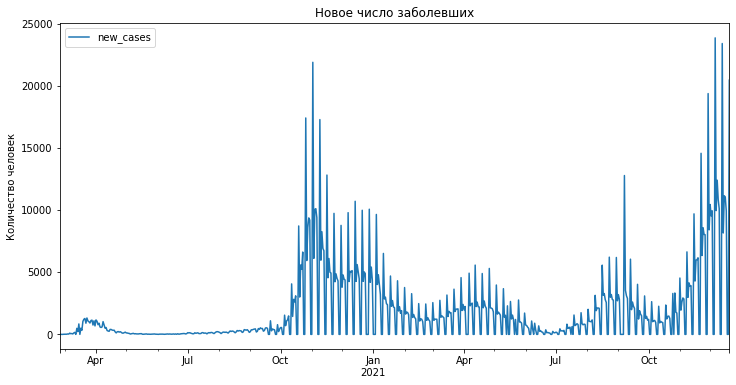 Новое число заболевших
new_cases
Количество человек
25000
20000
15000
10000
5000
0
Apr Jul Oct Jan Apr Jul Oct
2021